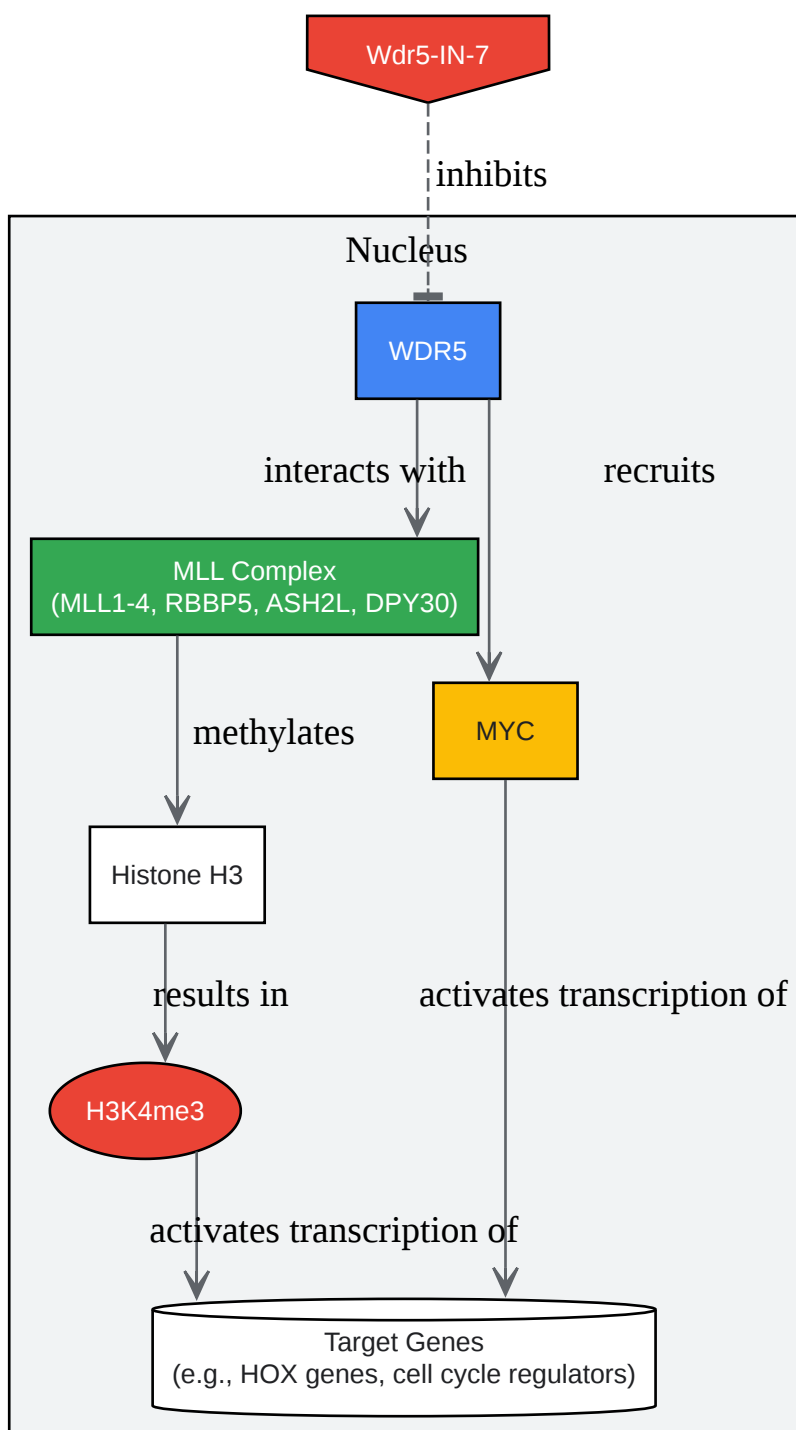 Wdr5-IN-7
inhibits
Nucleus
WDR5
interacts with
recruits
MLL Complex
(MLL1-4, RBBP5, ASH2L, DPY30)
methylates
MYC
Histone H3
results in
activates transcription of
H3K4me3
activates transcription of
Target Genes
(e.g., HOX genes, cell cycle regulators)